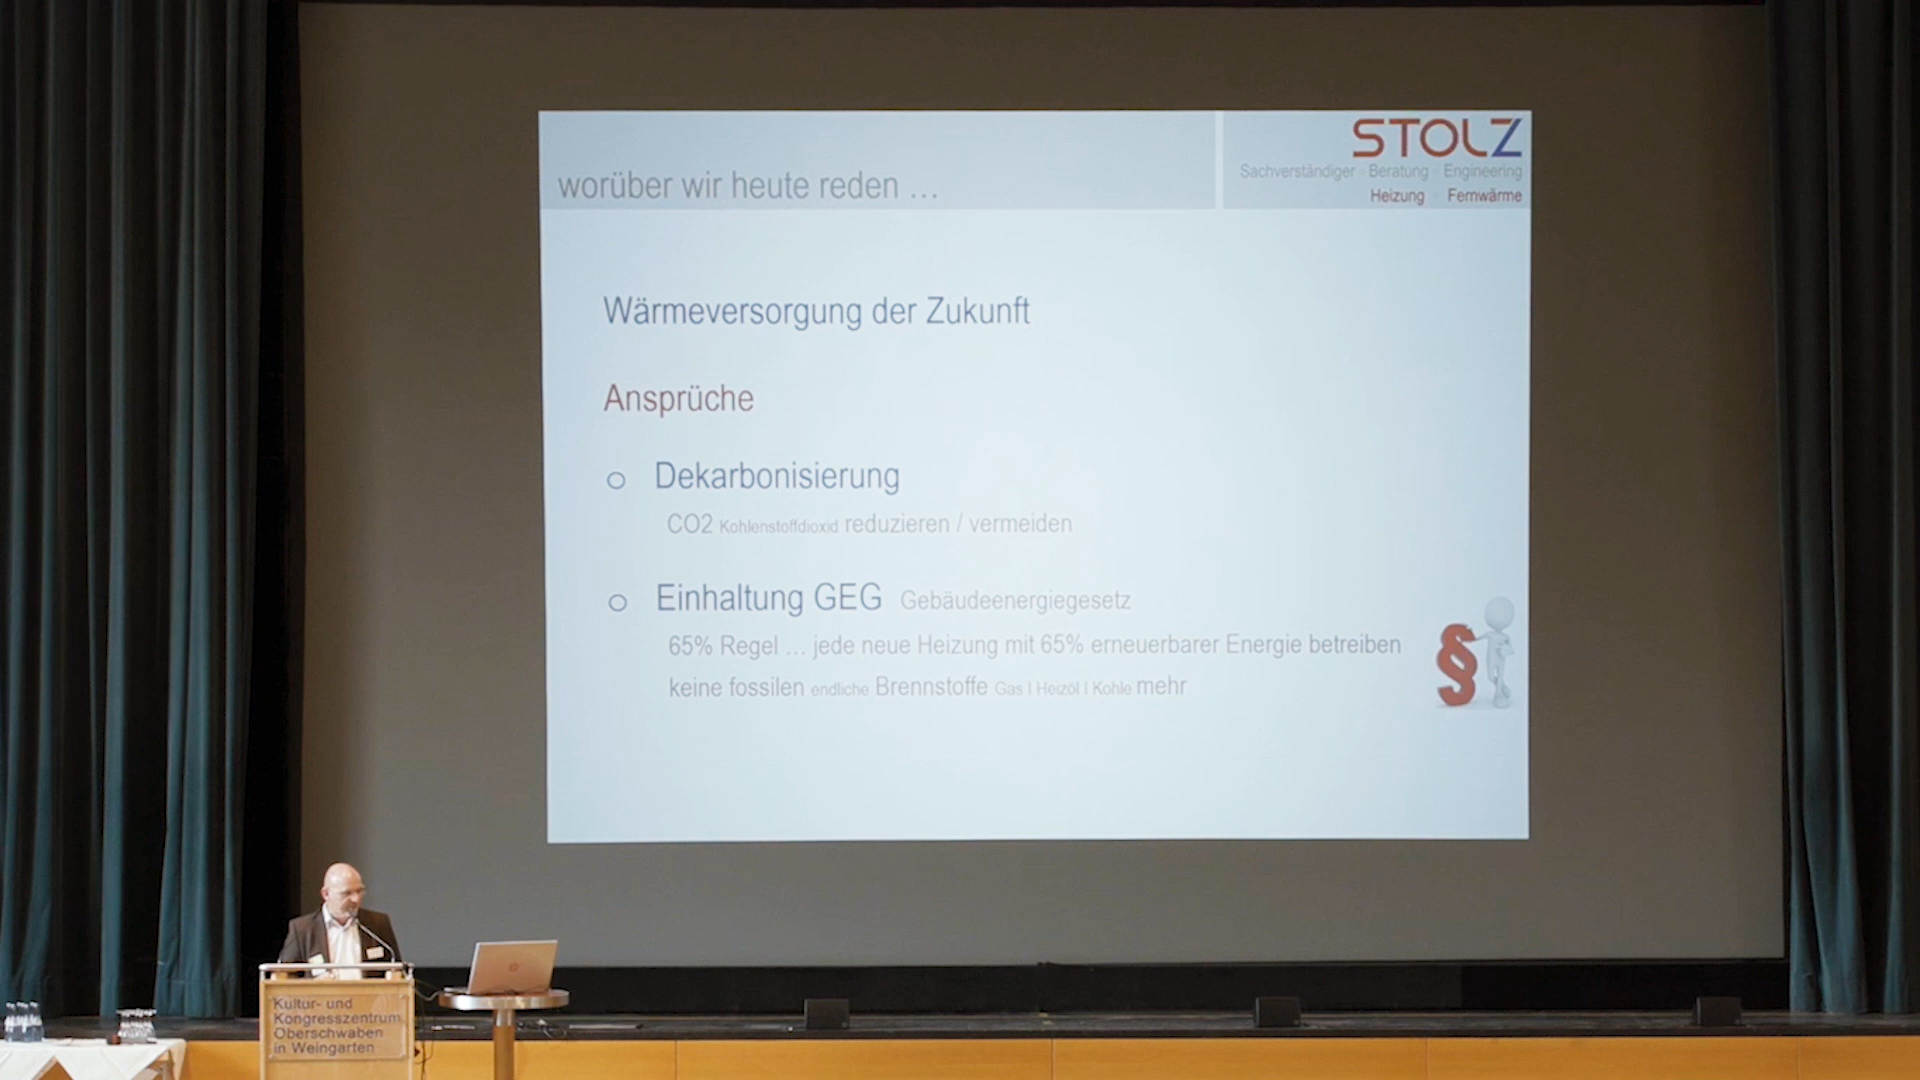 worüber wir heute reden ...
STOLZ
Sachverständiger - Beratung - Engineering
Heizung - Fernwärme
Wärmeversorgung der Zukunft
Ansprüche
o Dekarbonisierung
CO2 Kohlenstoffdioxid reduzieren / vermeiden
o Einhaltung GEG Gebäudeenergiegesetz
65% Regel ... jede neue Heizung mit 65% erneuerbarer Energie betreiben
keine fossilen endliche Brennstoffe Gas I Heizöl I Kohle mehr
§
Kultur- und
Kongresszentrum
Oberschwaben
in Weingarten